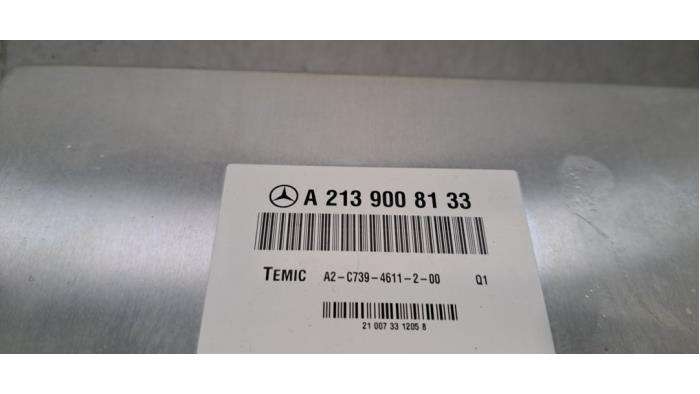 A 213 900 81 33
TEMIC A2-C739-4611-2-00 Q1
21 007 33 1205 8